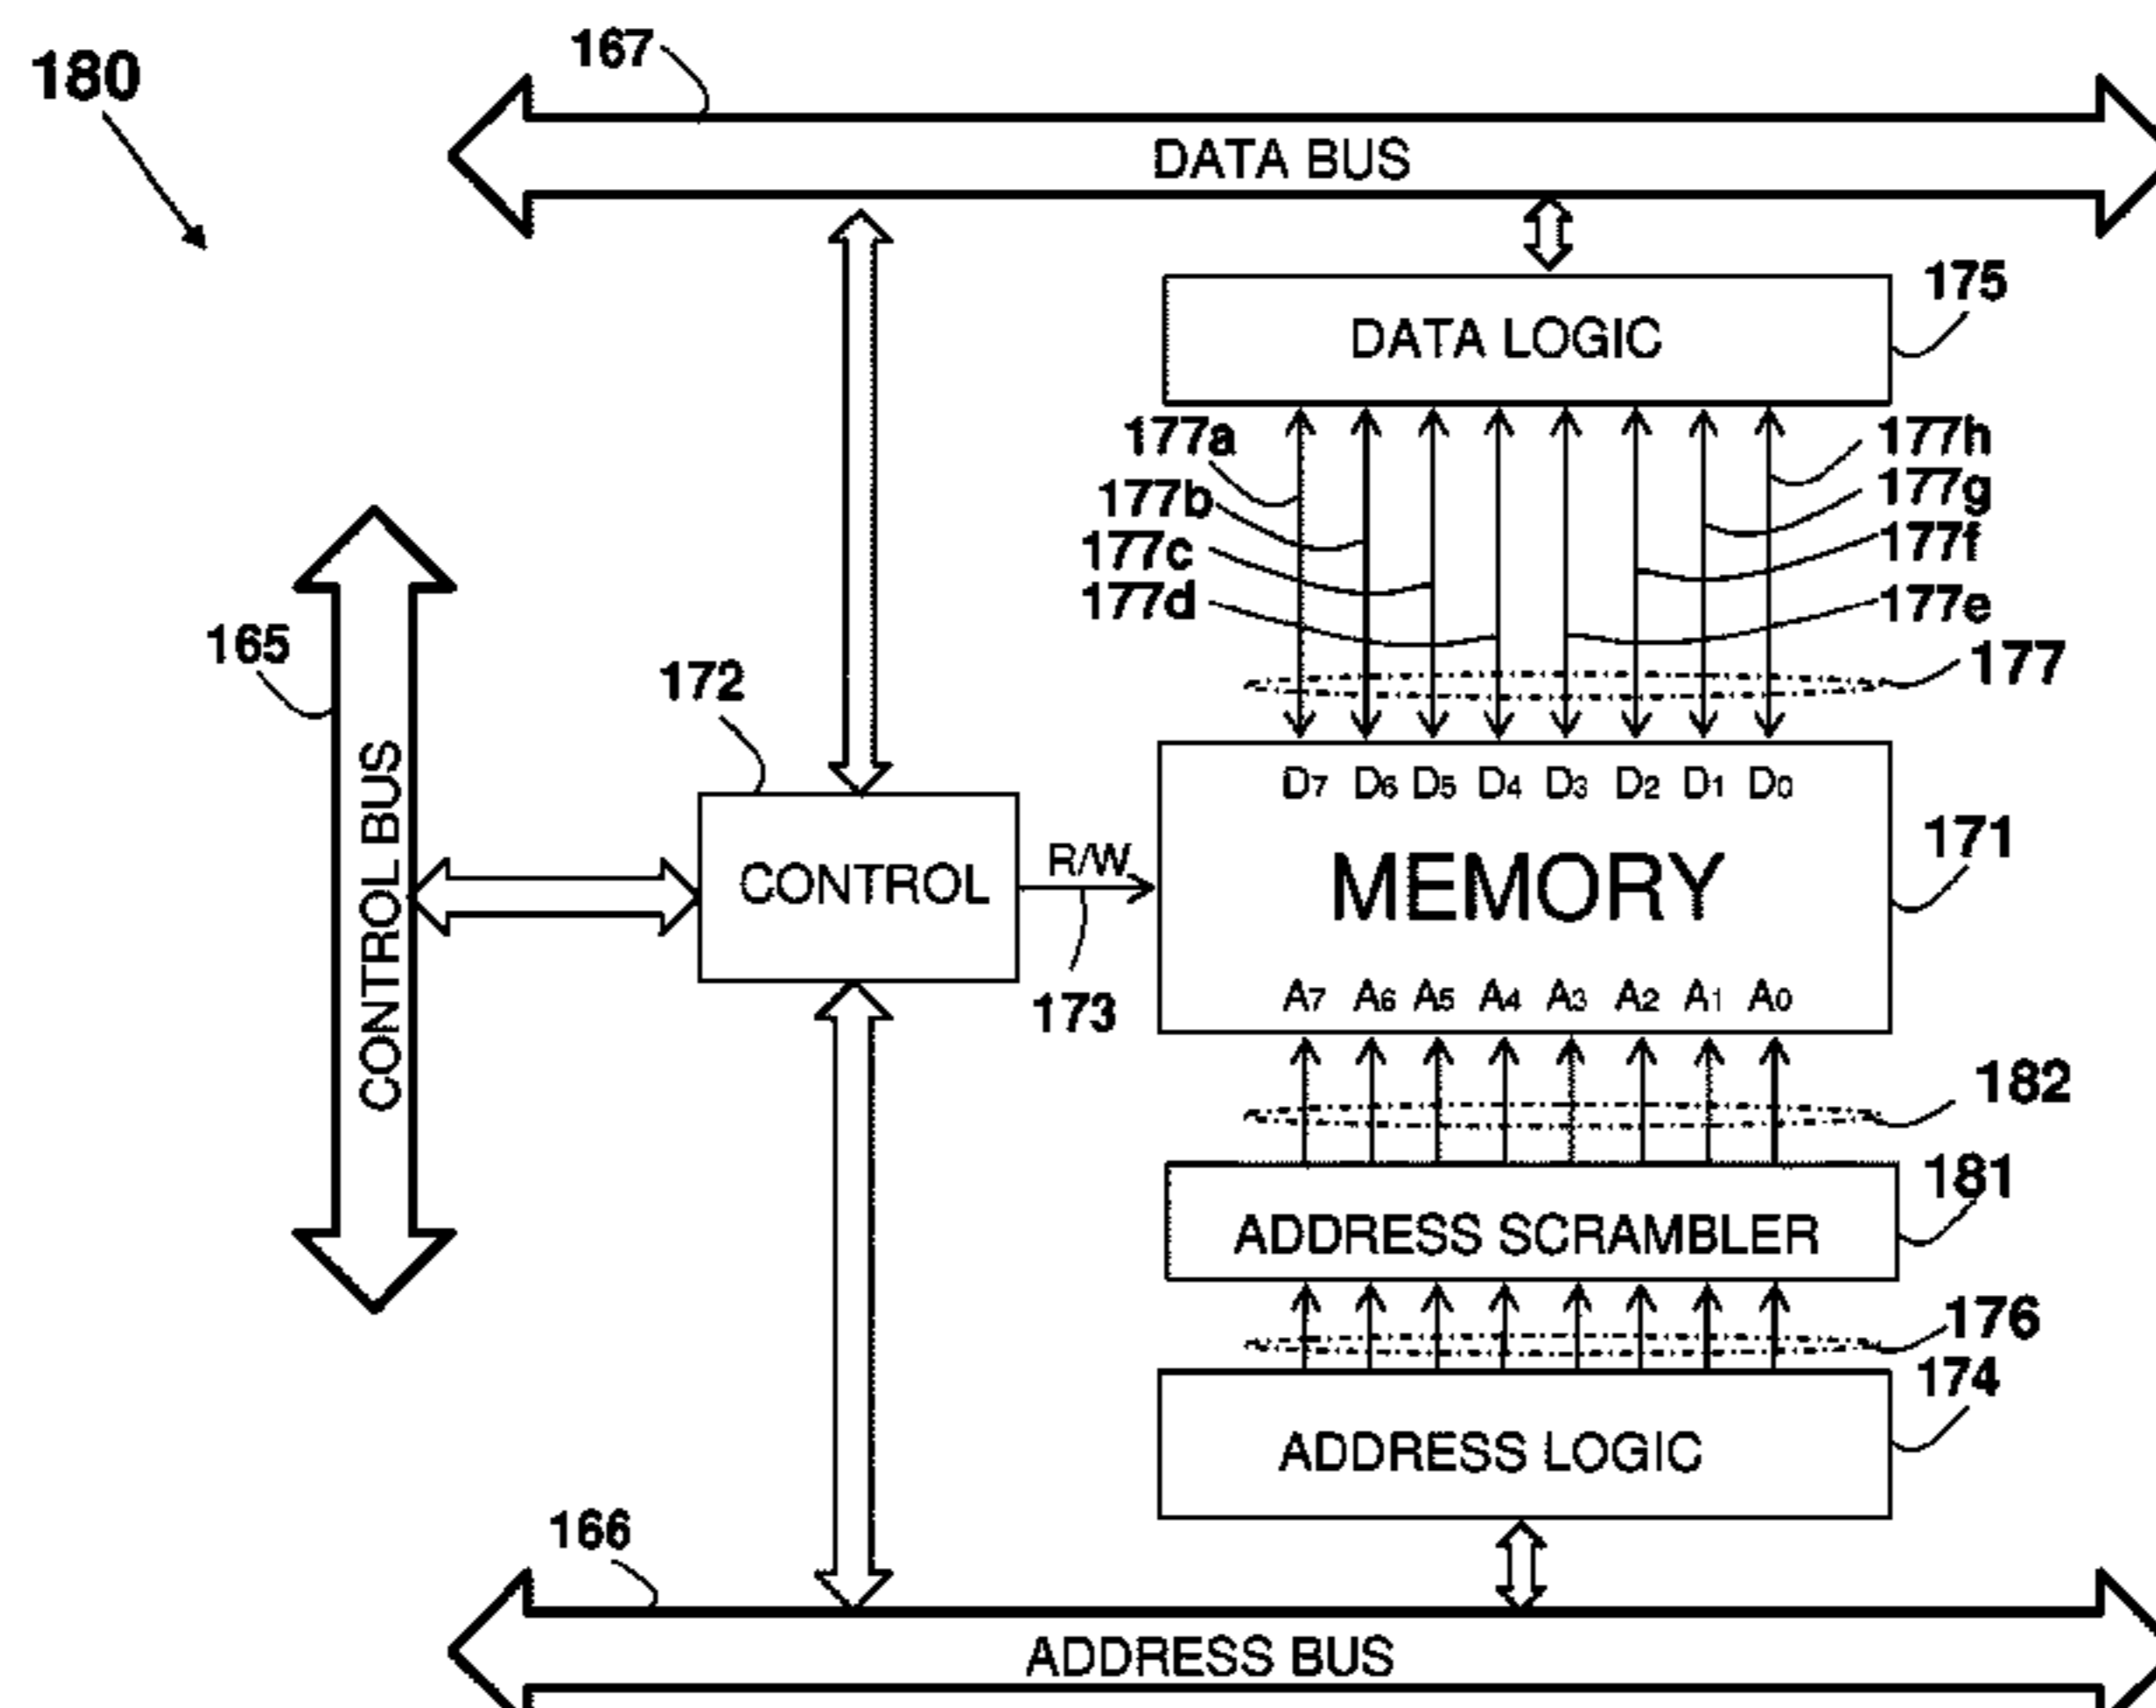 180
167
DATA BUS
175
DATA LOGIC
177a
177h
177b
177g
177c
177f
177d
177e
177
165
172
CONTROL BUS
D7 D6 D5 D4 D3 D2 D1 D0
CONTROL
R/W
MEMORY
171
173
A7 A6 A5 A4 A3 A2 A1 A0
182
181
ADDRESS SCRAMBLER
176
174
ADDRESS LOGIC
166
ADDRESS BUS